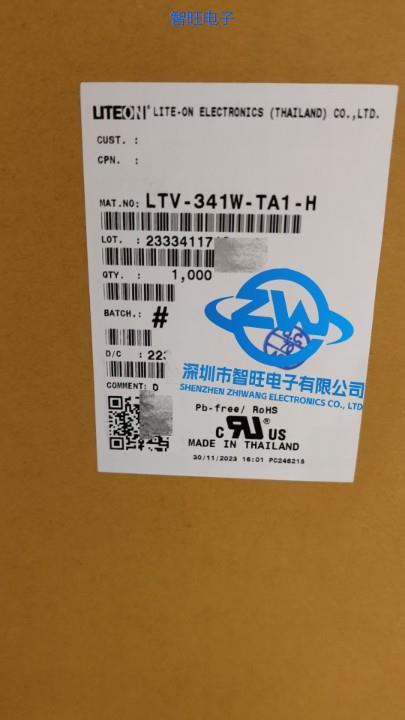 智旺电子
LITEON® LITE-ON ELECTRONICS (THAILAND) CO.,LTD.
CUST. :
CPN. :
MAT.NO: LTV-341W-TA1-H
LOT. : 23334117
QTY. : 1,000
BATCH.: #
ZW
D/C : 22
深圳市智旺电子有限公司
SHENZHEN ZHIWANG ELECTRONICS CO., LTD
COMMENT: D
Pb-free/ RoHS
c RU ® US
MADE IN THAILAND
30/11/2023 16:01 PC246215